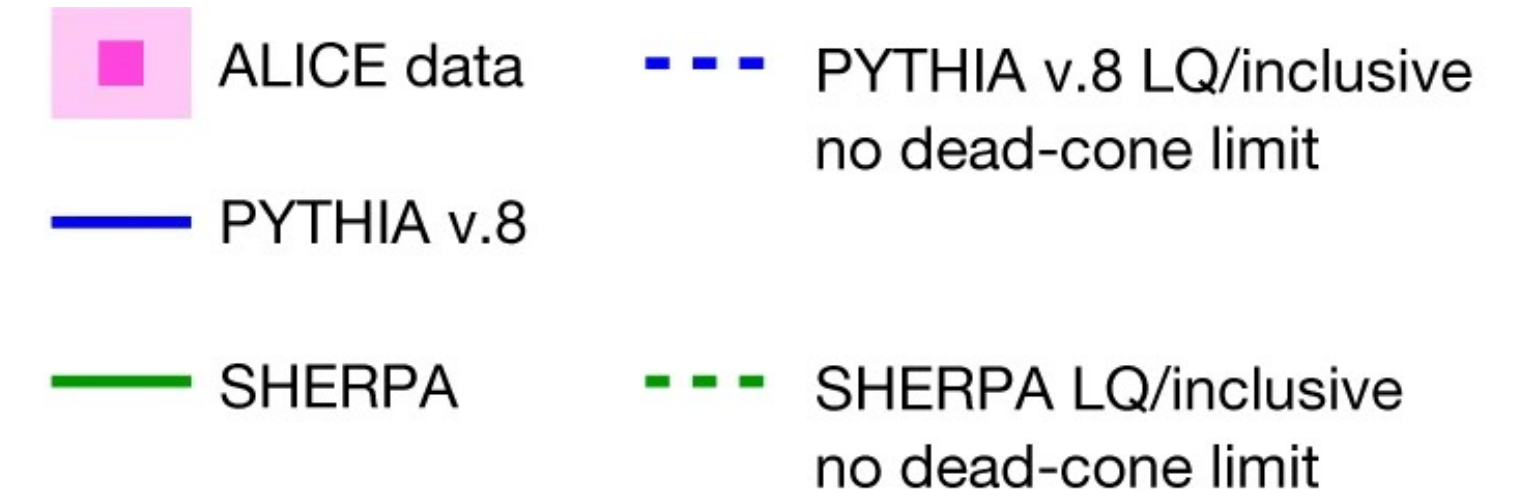 ALICE data
PYTHIA v.8
SHERPA
PYTHIA v.8 LQ/inclusive
no dead-cone limit
SHERPA LQ/inclusive
no dead-cone limit